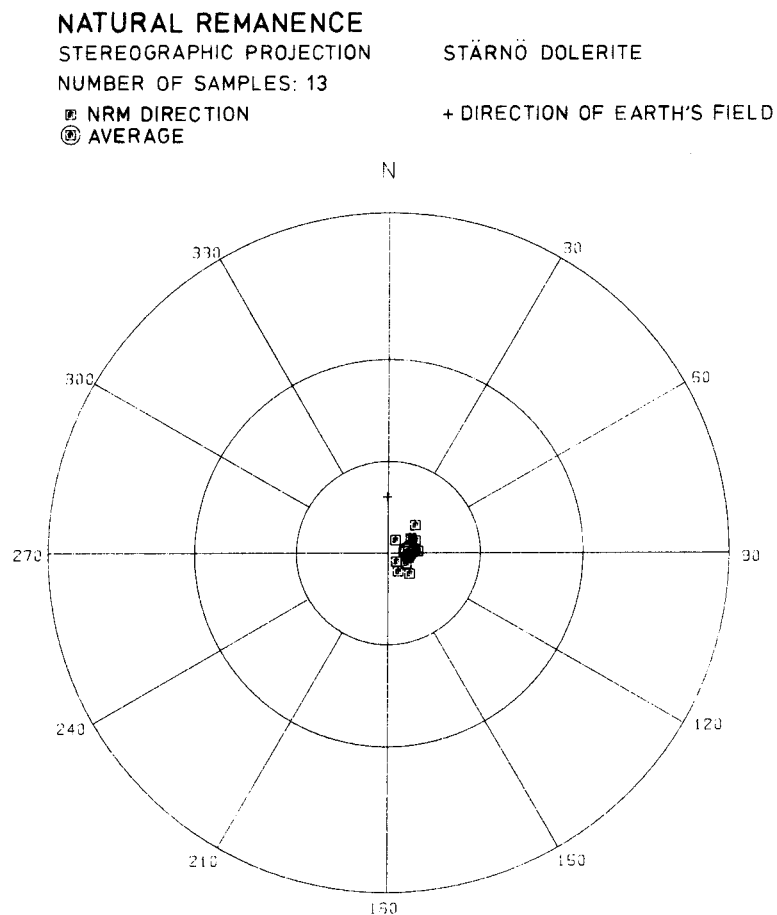 NATURAL REMANENCE
STEREOGRAPHIC PROJECTION STÄRNÖ DOLERITE
NUMBER OF SAMPLES: 13
NRM DIRECTION + DIRECTION OF EARTH'S FIELD
AVERAGE
N
330 30
300 60
270 90
240 120
210 150
180